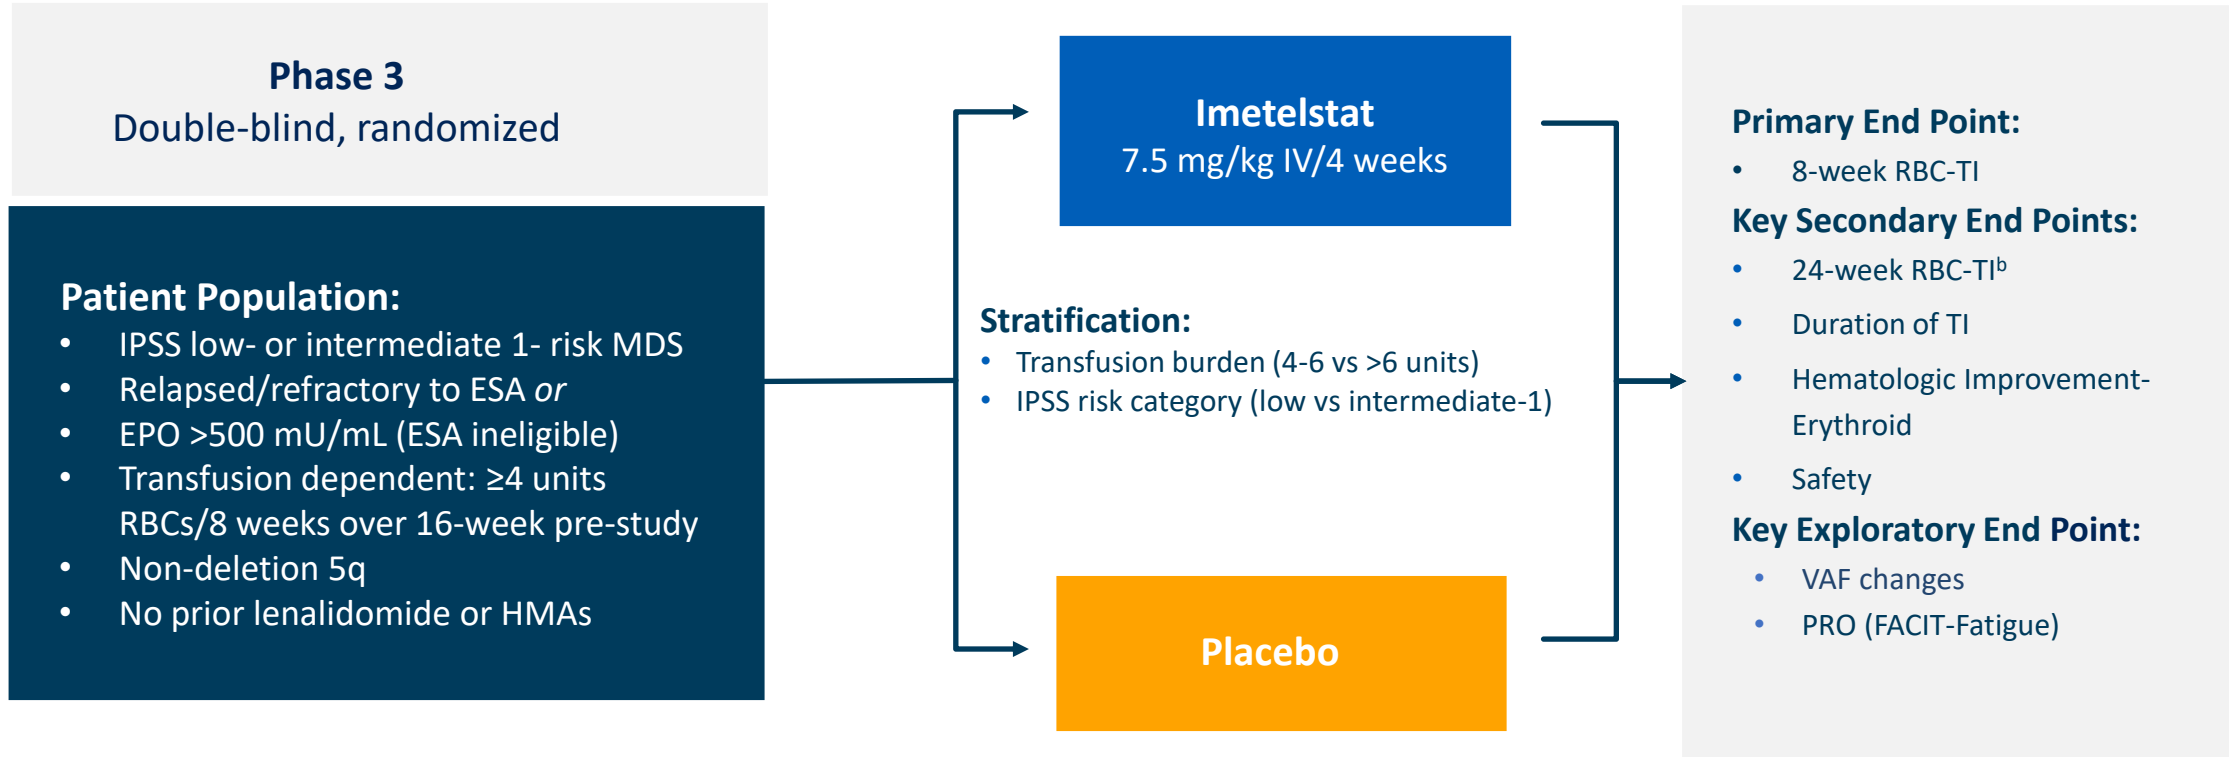 Phase 3
Double-blind, randomized
Patient Population:
• IPSS low- or intermediate 1- risk MDS
• Relapsed/refractory to ESA or
• EPO >500 mU/mL (ESA ineligible)
• Transfusion dependent: ≥4 units
RBCs/8 weeks over 16-week pre-study
• Non-deletion 5q
• No prior lenalidomide or HMAs
Imetelstat
7.5 mg/kg IV/4 weeks
Stratification:
• Transfusion burden (4-6 vs >6 units)
• IPSS risk category (low vs intermediate-1)
Placebo
Primary End Point:
• 8-week RBC-TI
Key Secondary End Points:
• 24-week RBC-TIᵇ
• Duration of TI
• Hematologic Improvement-
Erythroid
• Safety
Key Exploratory End Point:
• VAF changes
• PRO (FACIT-Fatigue)